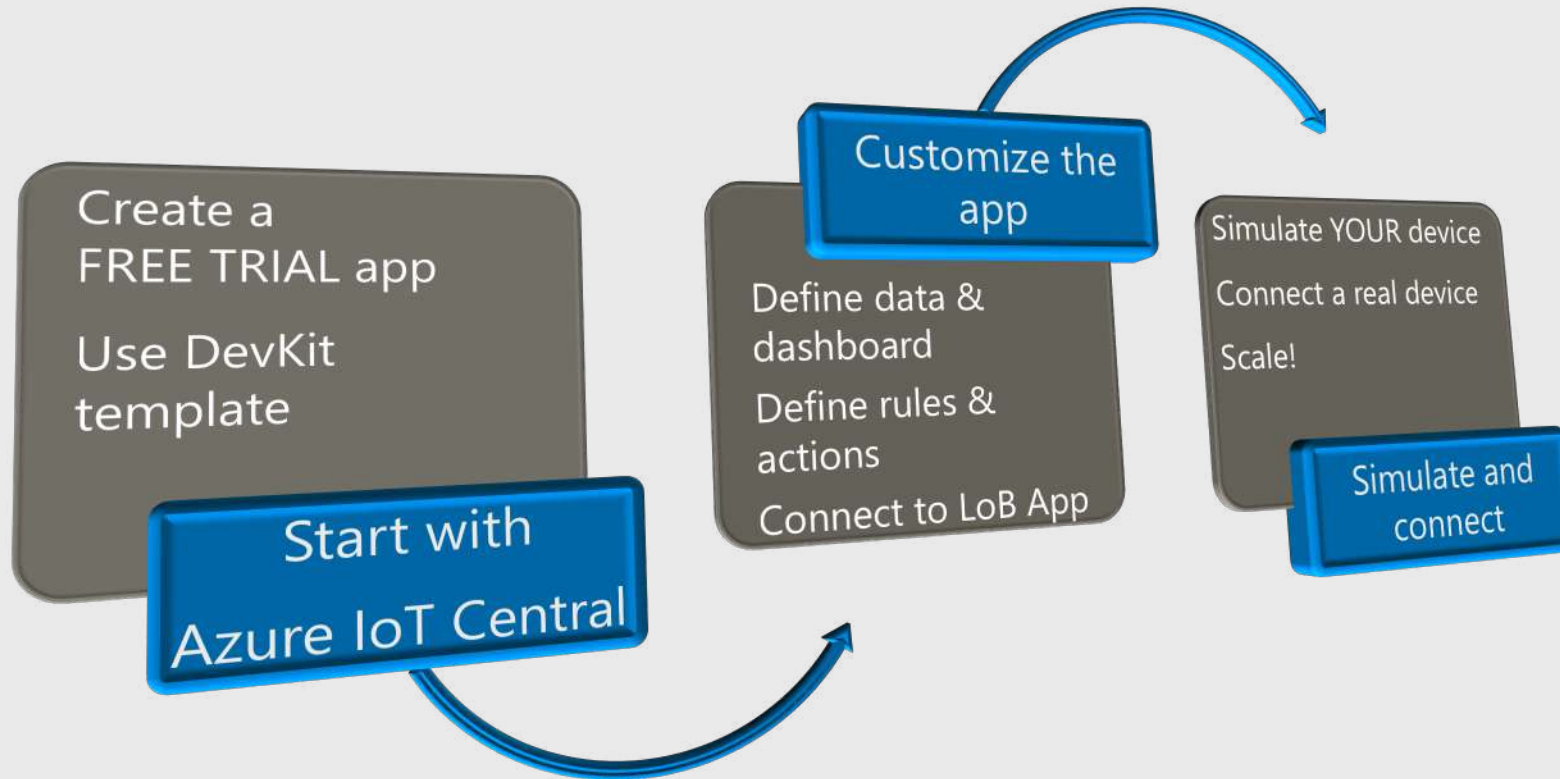 Create a
FREE TRIAL app
Use DevKit
template
Start with
Azure IoT Central
Customize the
app
Define data &
dashboard
Define rules &
actions
Connect to LoB App
Simulate YOUR device
Connect a real device
Scale!
Simulate and
connect